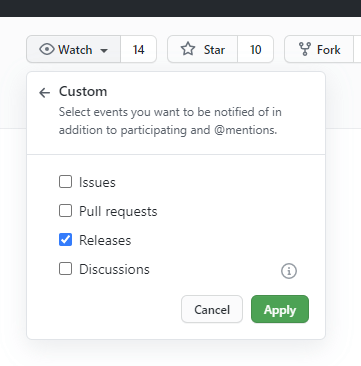 Watch 14 Star 10 Fork
Custom
Select events you want to be notified of in
addition to participating and @mentions.
Issues
Pull requests
Releases
Discussions
Cancel Apply